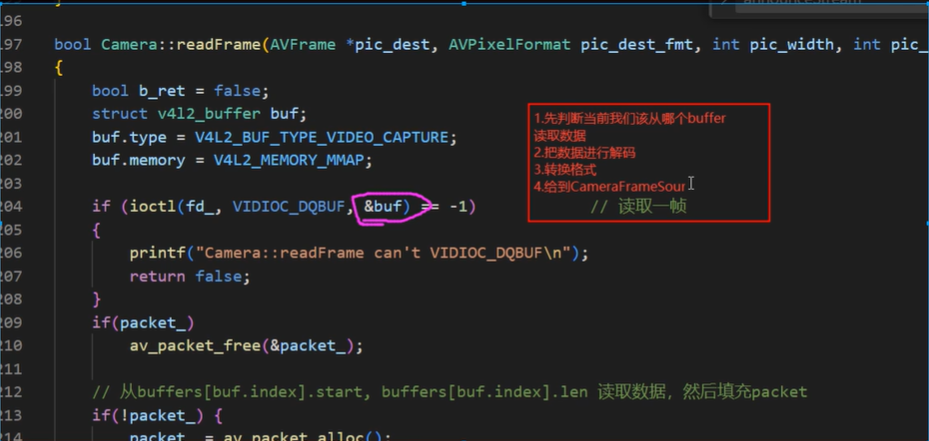 announceStream
196
197 bool Camera::readFrame(AVFrame *pic_dest, AVPixelFormat pic_dest_fmt, int pic_width, int pic_
198 {
199 bool b_ret = false;
200 struct v4l2_buffer buf;
201 buf.type = V4L2_BUF_TYPE_VIDEO_CAPTURE;
202 buf.memory = V4L2_MEMORY_MMAP;
203
204 if (ioctl(fd_, VIDIOC_DQBUF, &buf) == -1) // 读取一帧
205 {
206 printf("Camera::readFrame can't VIDIOC_DQBUF\n");
207 return false;
208 }
209 if(packet_)
210 av_packet_free(&packet_);
211
212 // 从buffers[buf.index].start, buffers[buf.index].len 读取数据，然后填充packet
213 if(!packet_) {
214 packet_ = av_packet_alloc();
1.先判断当前我们该从哪个buffer
读取数据
2.把数据进行解码
3.转换格式
4.给到CameraFrameSour